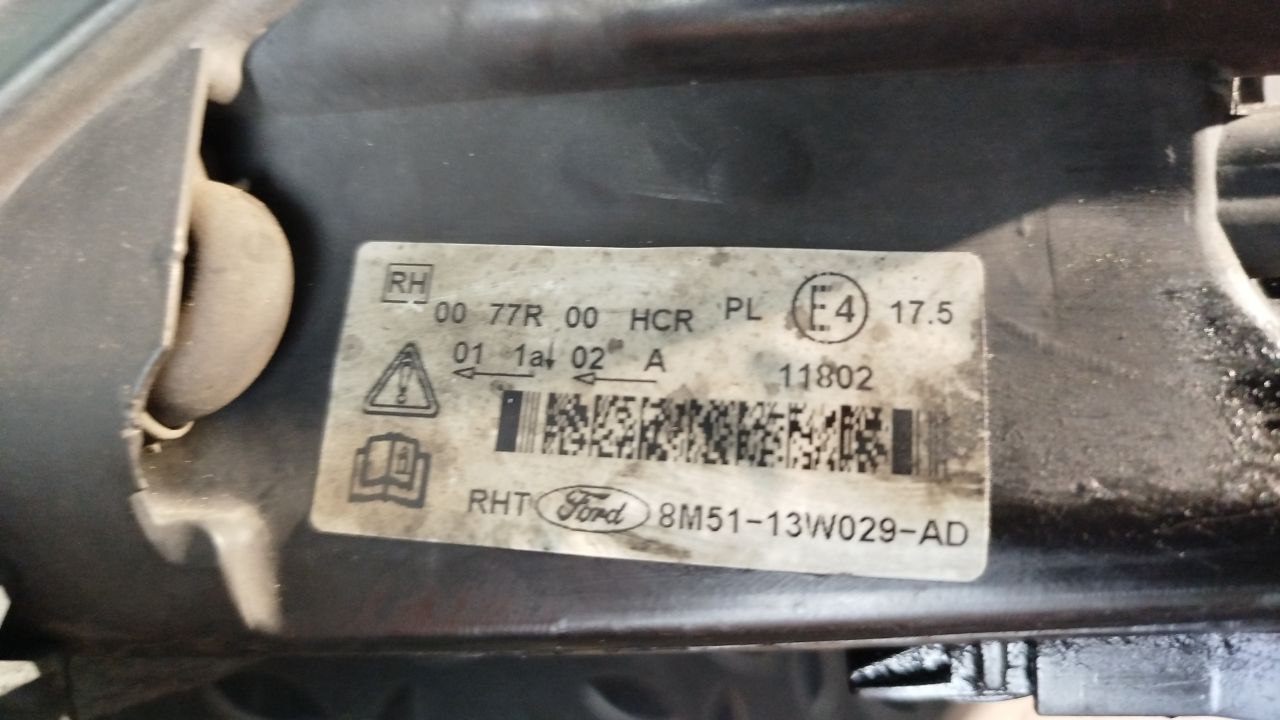 RH
00 77R 00 HCR PL E4 17.5
01 1a 02 A
11802
RHT Ford 8M51-13W029-AD